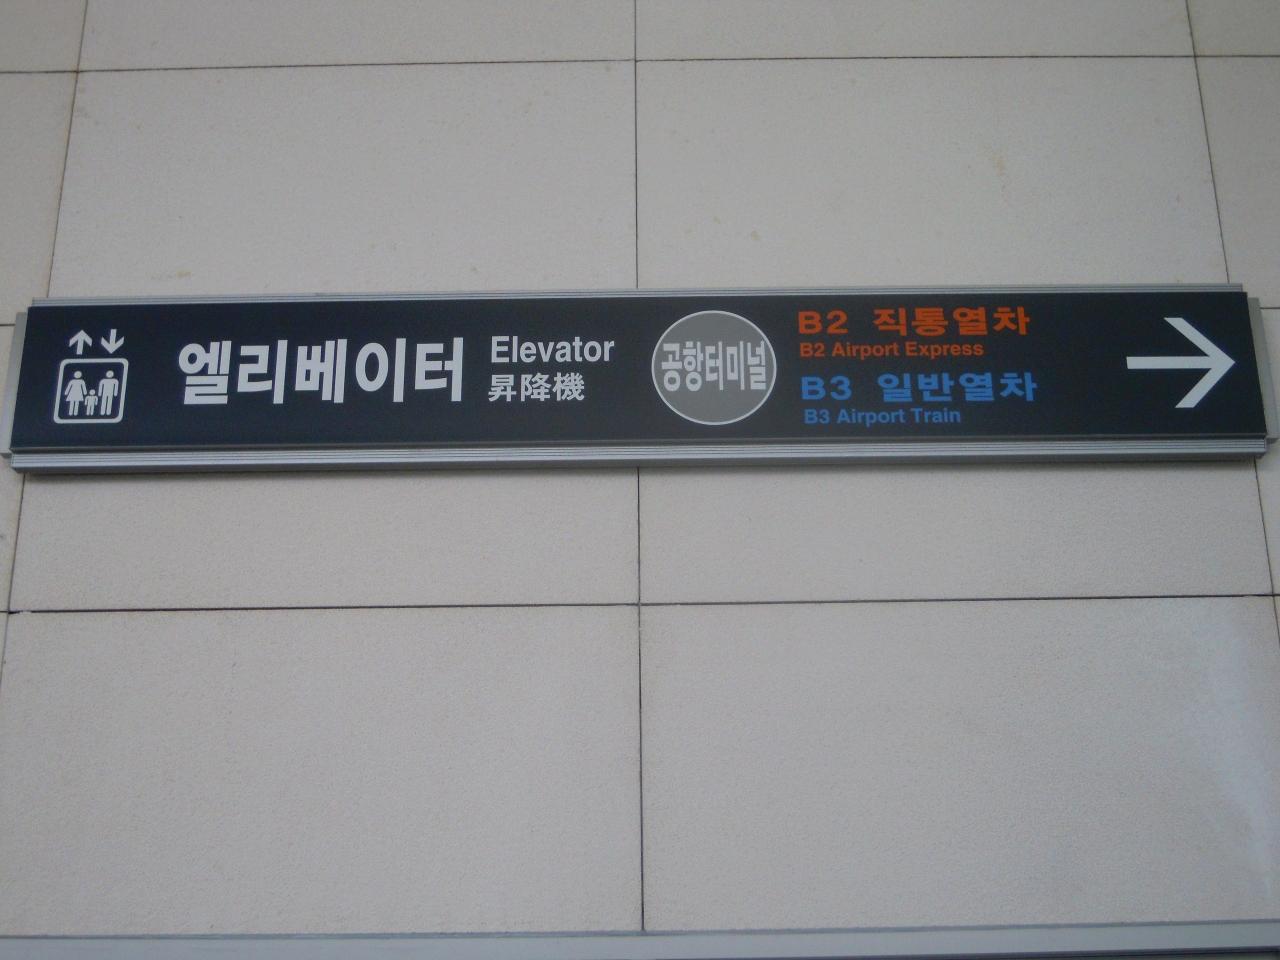 엘리베이터
Elevator
昇降機
공항터미널
B2 직통열차
B2 Airport Express
B3 일반열차
B3 Airport Train